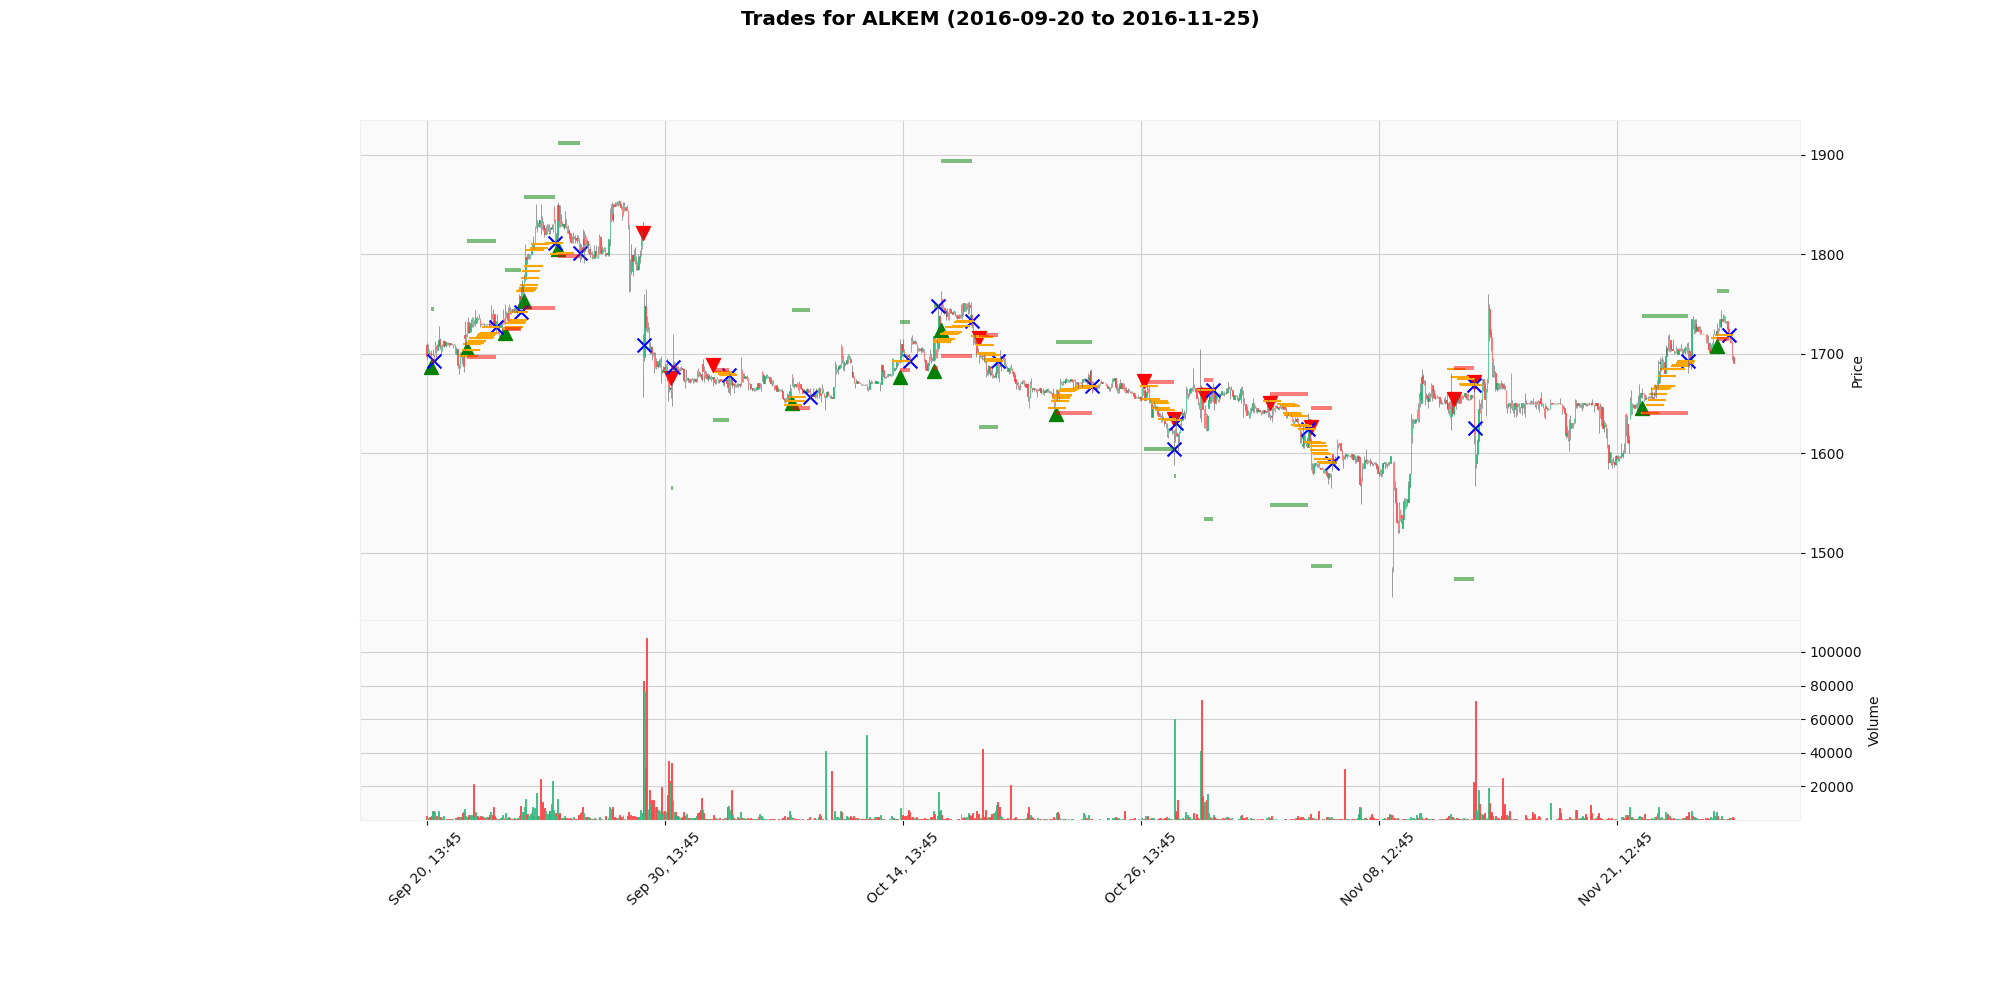 Trades for ALKEM (2016-09-20 to 2016-11-25)
1900
1800
1700
1600
1500
Price
100000
80000
60000
40000
20000
Volume
Sep 20, 13:45
Sep 30, 13:45
Oct 14, 13:45
Oct 26, 13:45
Nov 08, 12:45
Nov 21, 12:45